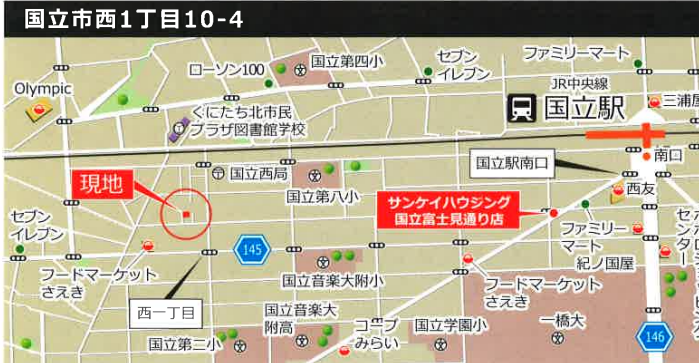 国立市西1丁目10-4
Olympic
ローソン100
国立第四小
セブン
イレブン
ファミリーマート
JR中央線
国立駅
三浦屋
南口
くにたち北市民
プラザ図書館学校
国立駅南口
現地
国立西局
国立第八小
サンケイハウジング
国立富士見通り店
西友
セブン
イレブン
フードマーケット
さえき
145
西一丁目
国立音楽大附小
フードマーケット
さえき
ファミリー
マート
紀ノ国屋
国立第三小
国立音楽大
附高
コープ
みらい
国立学園小
一橋大
146